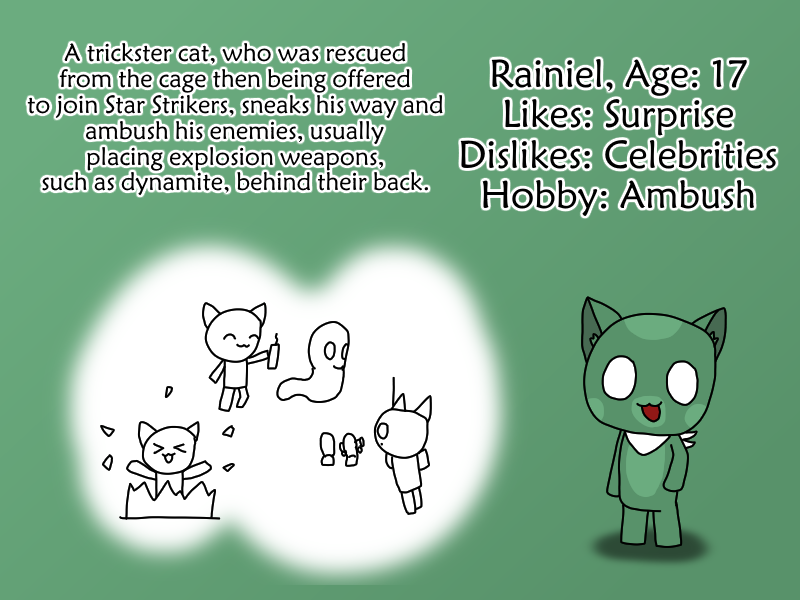 A trickster cat, who was rescued
from the cage then being offered
to join Star Strikers, sneaks his way and
ambush his enemies, usually
placing explosion weapons,
such as dynamite, behind their back.
Rainiel, Age: 17
Likes: Surprise
Dislikes: Celebrities
Hobby: Ambush